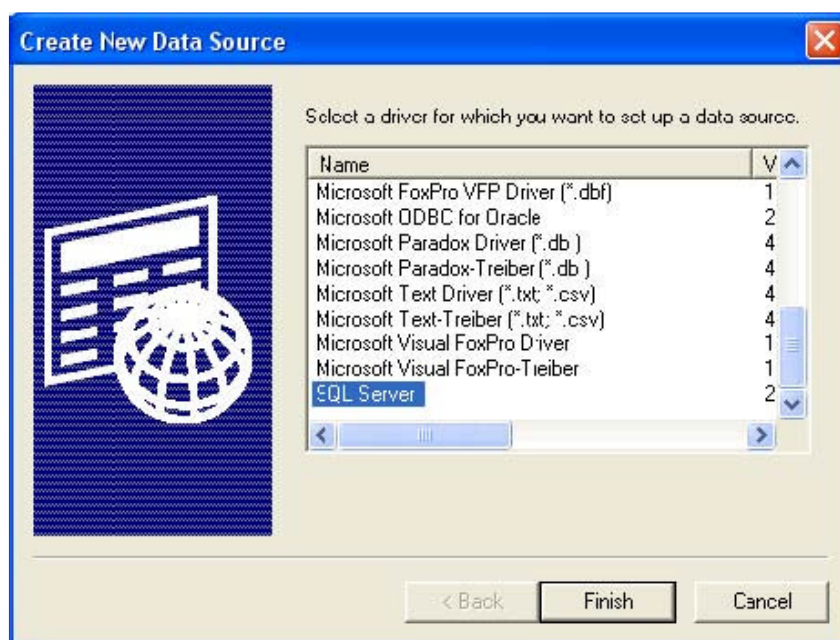 Create New Data Source
Select a driver for which you want to set up a data source.
Name V
Microsoft FoxPro VFP Driver (*.dbf) 1
Microsoft ODBC for Oracle 2
Microsoft Paradox Driver (*.db ) 4
Microsoft Paradox-Treiber (*.db ) 4
Microsoft Text Driver (*.txt; *.csv) 4
Microsoft Text-Treiber (*.txt; *.csv) 4
Microsoft Visual FoxPro Driver 1
Microsoft Visual FoxPro-Treiber 1
SQL Server 2
< Back Finish Cancel